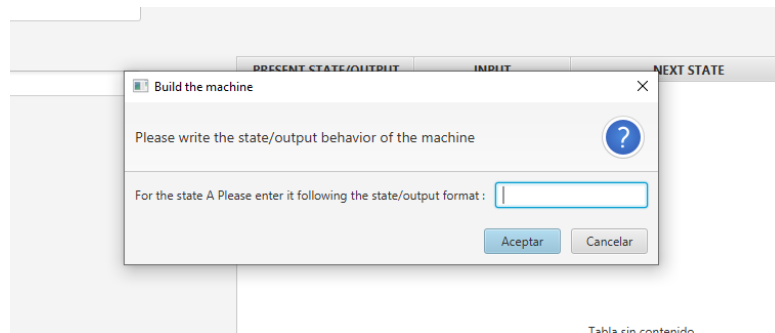 PRESENT STATE/OUTPUT INPUT NEXT STATE
Build the machine
Please write the state/output behavior of the machine
?
For the state A Please enter it following the state/output format :
Aceptar Cancelar
Tabla sin contenido